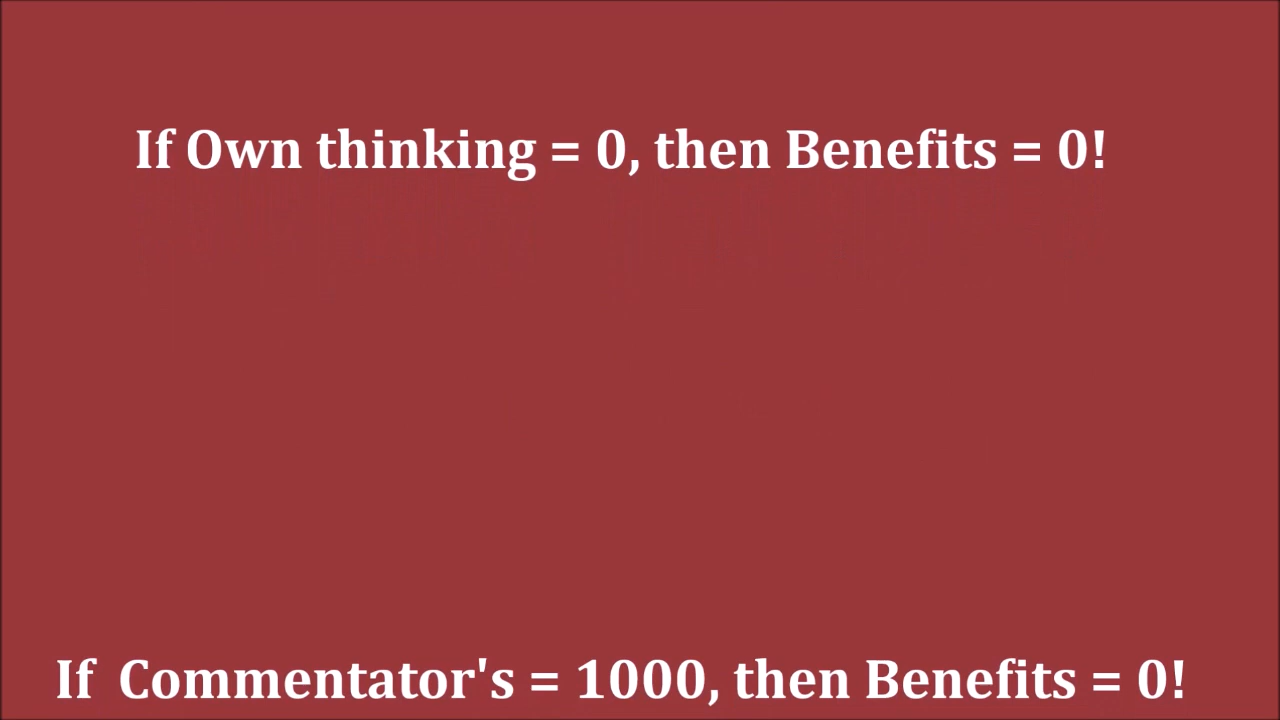 If Own thinking = 0, then Benefits = 0!
If Commentator's = 1000, then Benefits = 0!